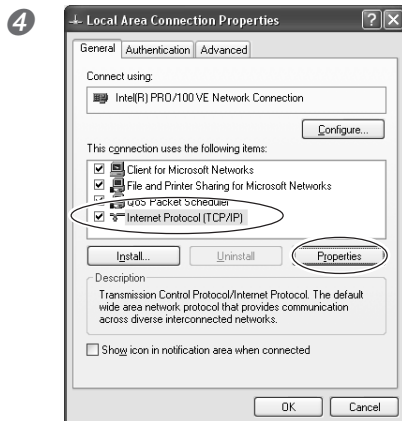 4
Local Area Connection Properties
General Authentication Advanced
Connect using:
Intel(R) PRO/100 VE Network Connection
Configure...
This connection uses the following items:
Client for Microsoft Networks
File and Printer Sharing for Microsoft Networks
QoS Packet Scheduler
Internet Protocol (TCP/IP)
Install... Uninstall Properties
Description
Transmission Control Protocol/Internet Protocol. The default
wide area network protocol that provides communication
across diverse interconnected networks.
Show icon in notification area when connected
OK Cancel